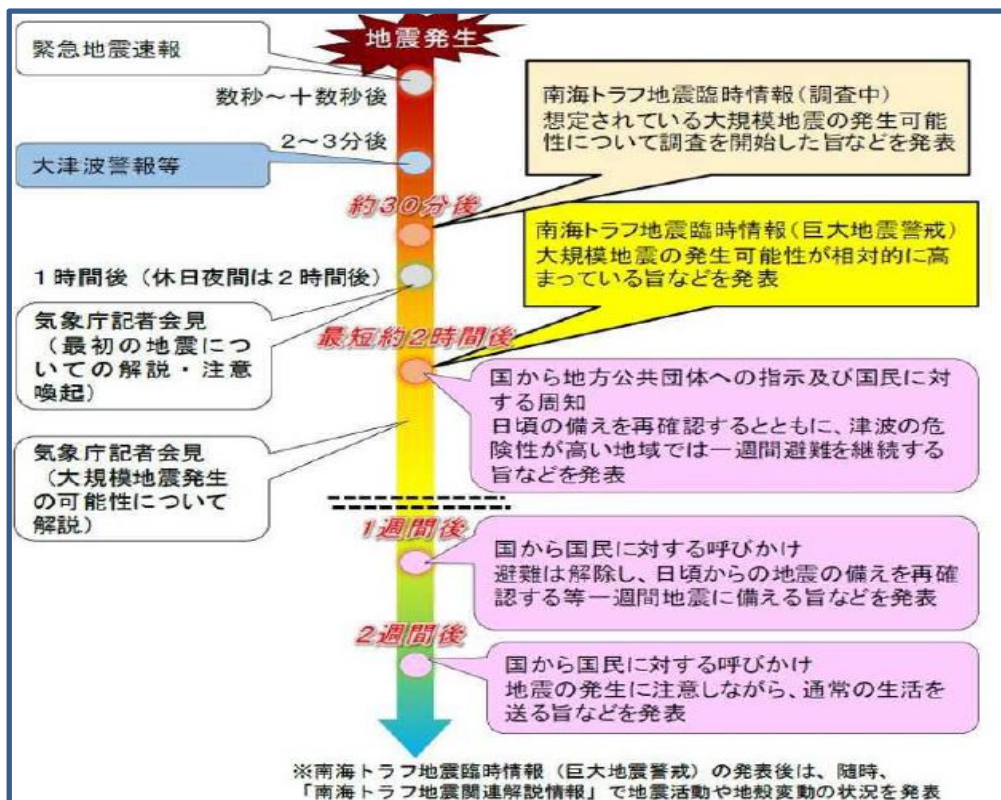 地震発生
緊急地震速報
数秒～十数秒後
2～3分後
大津波警報等
南海トラフ地震臨時情報(調査中)
想定されている大規模地震の発生可能
性について調査を開始した旨などを発表
約30分後
南海トラフ地震臨時情報(巨大地震警戒)
大規模地震の発生可能性が相対的に高
まっている旨などを発表
1時間後（休日夜間は2時間後）
気象庁記者会見
（最初の地震につ
いての解説・注意
喚起）
最短約2時間後
国から地方公共団体への指示及び国民に対
する周知
日頃の備えを再確認するとともに、津波の危
険性が高い地域では一週間避難を継続する
旨などを発表
気象庁記者会見
（大規模地震発生
の可能性について
解説）
1週間後
国から国民に対する呼びかけ
避難は解除し、日頃からの地震の備えを再確
認する等一週間地震に備える旨などを発表
2週間後
国から国民に対する呼びかけ
地震の発生に注意しながら、通常の生活を
送る旨などを発表
※南海トラフ地震臨時情報（巨大地震警戒）の発表後は、随時、
「南海トラフ地震関連解説情報」で地震活動や地殻変動の状況を発表